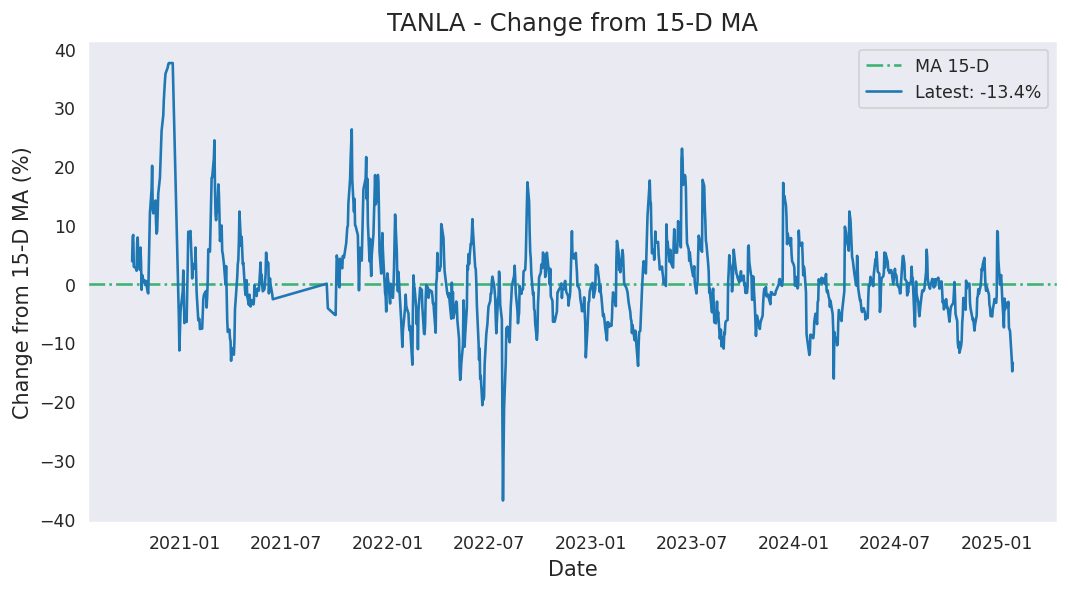 TANLA - Change from 15-D MA
MA 15-D
Latest: -13.4%
Change from 15-D MA (%)
40
30
20
10
0
−10
−20
−30
−40
2021-01 2021-07 2022-01 2022-07 2023-01 2023-07 2024-01 2024-07 2025-01
Date